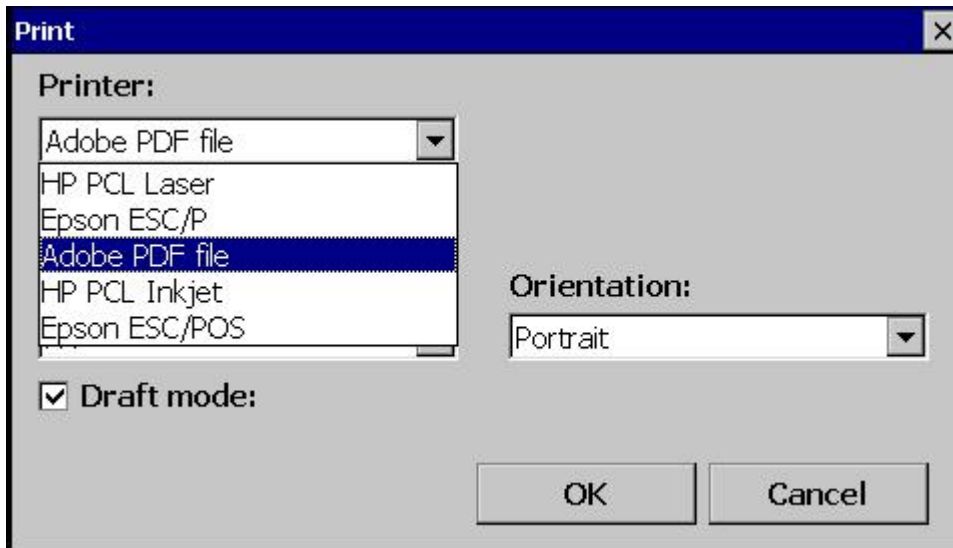 Print
Printer:
Adobe PDF file
HP PCL Laser
Epson ESC/P
Adobe PDF file
HP PCL Inkjet
Epson ESC/POS
Orientation:
Portrait
Draft mode:
OK
Cancel